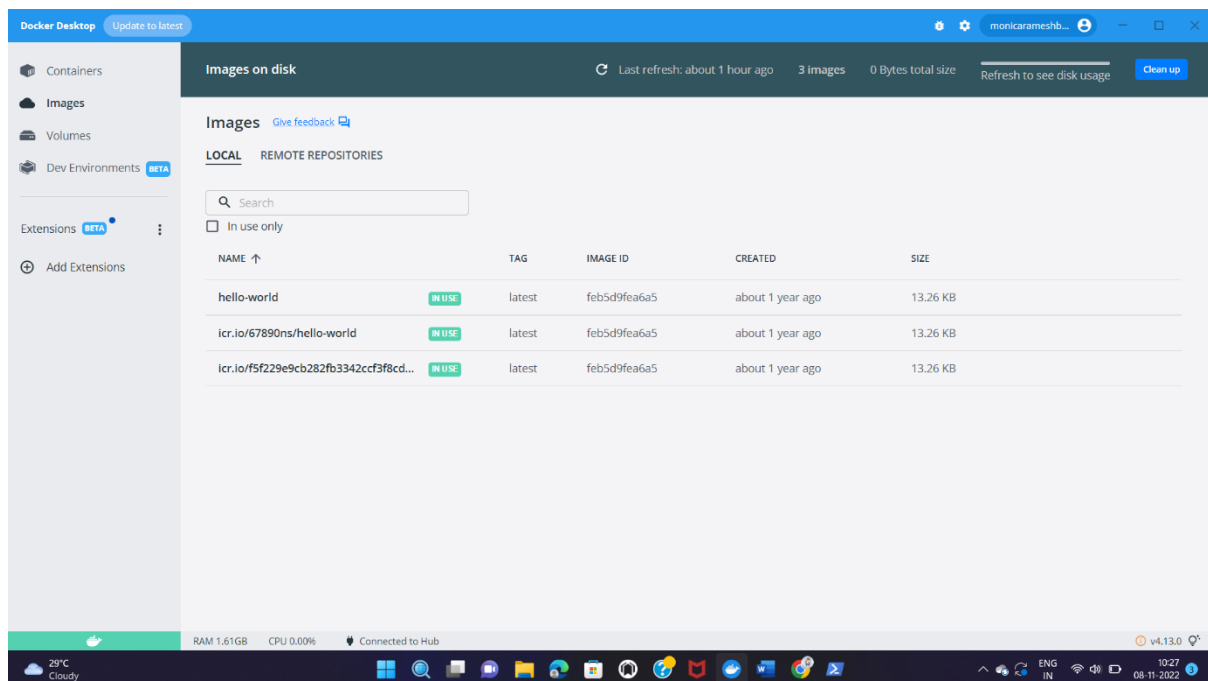 Docker Desktop Update to latest monicarameshb...
Containers
Images
Volumes
Dev Environments BETA
Extensions BETA
Add Extensions
Images on disk Last refresh: about 1 hour ago 3 images 0 Bytes total size Refresh to see disk usage Clean up
Images Give feedback
LOCAL REMOTE REPOSITORIES
Search
In use only
NAME TAG IMAGE ID CREATED SIZE
hello-world IN USE latest feb5d9fea6a5 about 1 year ago 13.26 KB
icr.io/67890ns/hello-world IN USE latest feb5d9fea6a5 about 1 year ago 13.26 KB
icr.io/f5f229e9cb282fb3342ccf3f8cd... IN USE latest feb5d9fea6a5 about 1 year ago 13.26 KB
RAM 1.61GB CPU 0.00% Connected to Hub v4.13.0
29°C
Cloudy
ENG
IN
10:27
08-11-2022 3